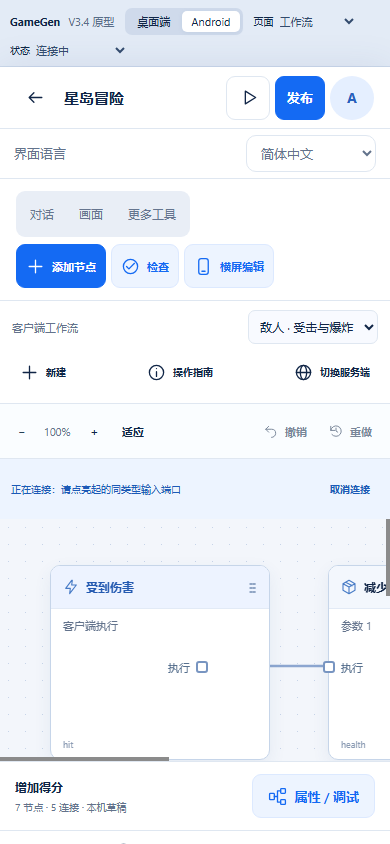 GameGen V3.4 原型 桌面端 Android 页面 工作流
状态 连接中
星岛冒险 发布 A
界面语言 简体中文
对话 画面 更多工具
添加节点 检查 横屏编辑
客户端工作流 敌人 · 受击与爆炸
新建 操作指南 切换服务端
− 100% + 适应 撤销 重做
正在连接：请点亮起的同类型输入端口 取消连接
受到伤害 减少
客户端执行 参数 1
执行 执行
hit health
增加得分
7 节点 · 5 连接 · 本机草稿
属性 / 调试